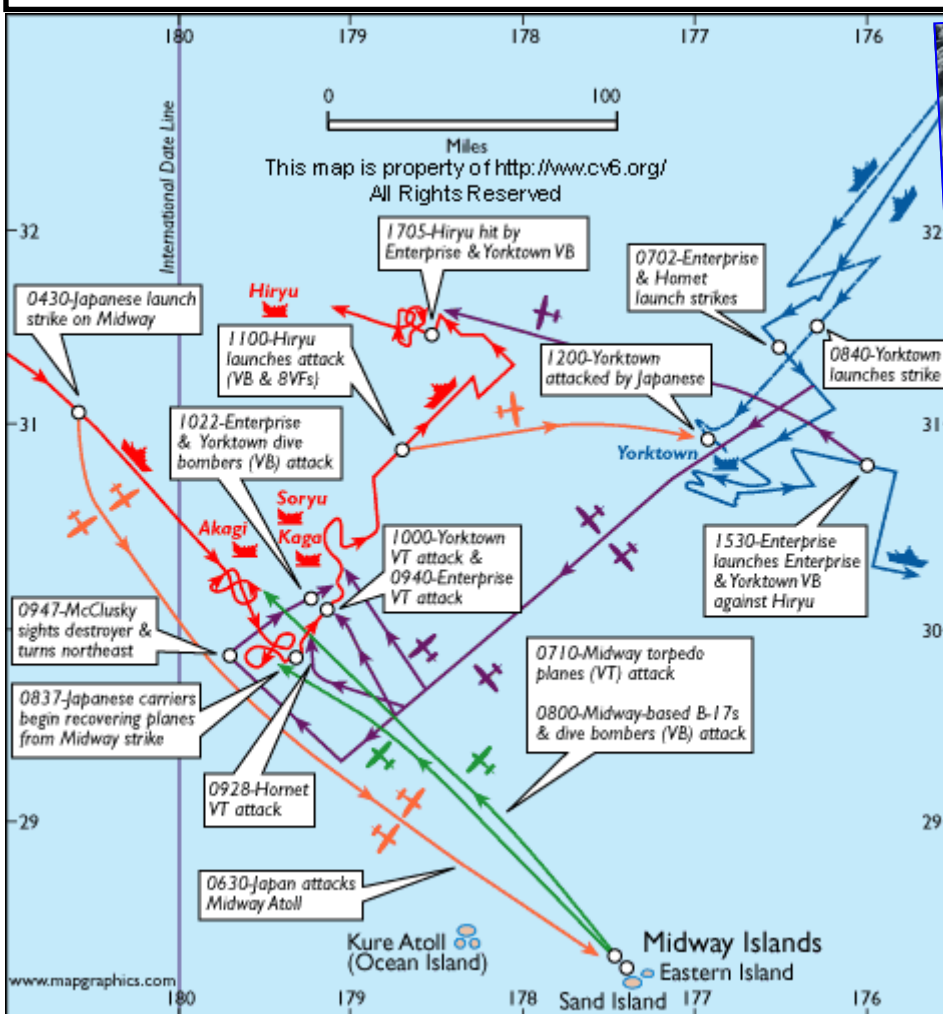 180
179
178
177
176
0
100
Miles
This map is property of http://ww.cv6.org/
All Rights Reserved
International Date Line
32
32
1705-Hiryu hit by
Enterprise & Yorktown VB
0702-Enterprise
& Hornet
launch strikes
0430-Japanese launch
strike on Midway
Hiryu
1100-Hiryu
launches attack
(VB & 8VFs)
1200-Yorktown
attacked by Japanese
0840-Yorktown
launches strike
31
31
1022-Enterprise
& Yorktown dive
bombers (VB) attack
Yorktown
Soryu
Akagi
Kaga
1000-Yorktown
VT attack &
0940-Enterprise
VT attack
1530-Enterprise
launches Enterprise
& Yorktown VB
against Hiryu
0947-McClusky
sights destroyer &
turns northeast
30
30
0710-Midway torpedo
planes (VT) attack
0800-Midway-based B-17s
& dive bombers (VB) attack
0837-Japanese carriers
begin recovering planes
from Midway strike
0928-Hornet
VT attack
29
29
0630-Japan attacks
Midway Atoll
Kure Atoll
(Ocean Island)
Midway Islands
Eastern Island
Sand Island
www.mapgraphics.com
180
179
178
177
176